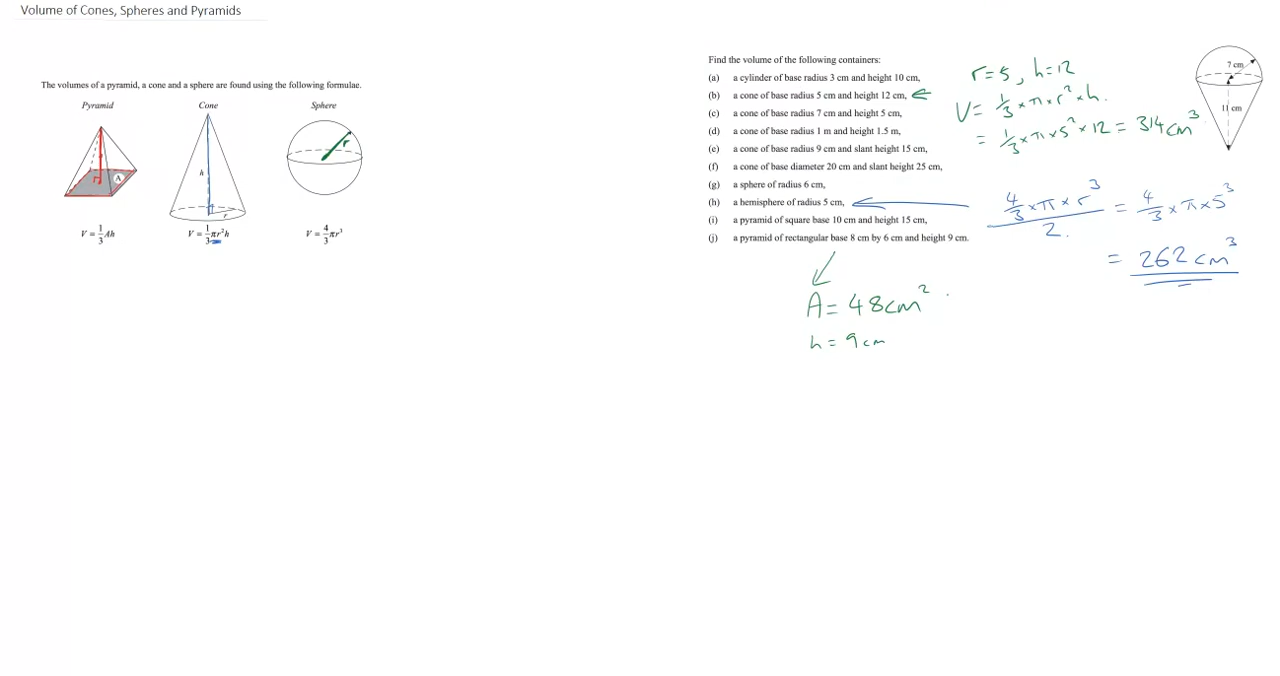 Volume of Cones, Spheres and Pyramids
The volumes of a pyramid, a cone and a sphere are found using the following formulae.
Pyramid Cone Sphere
A
h
r
r
V = 1/3 Ah V = 1/3 πr²h V = 4/3 πr³
Find the volume of the following containers:
(a) a cylinder of base radius 3 cm and height 10 cm,
(b) a cone of base radius 5 cm and height 12 cm,
(c) a cone of base radius 7 cm and height 5 cm,
(d) a cone of base radius 1 m and height 1.5 m,
(e) a cone of base radius 9 cm and slant height 15 cm,
(f) a cone of base diameter 20 cm and slant height 25 cm,
(g) a sphere of radius 6 cm,
(h) a hemisphere of radius 5 cm,
(i) a pyramid of square base 10 cm and height 15 cm,
(j) a pyramid of rectangular base 8 cm by 6 cm and height 9 cm.
r = 5 , h = 12
V = 1/3 × π × r² × h.
= 1/3 × π × 5² × 12 = 314 cm³
4/3 × π × r³ / 2. = 4/3 × π × 5³
= 262 cm³
A = 48 cm²
h = 9 cm
7 cm
11 cm